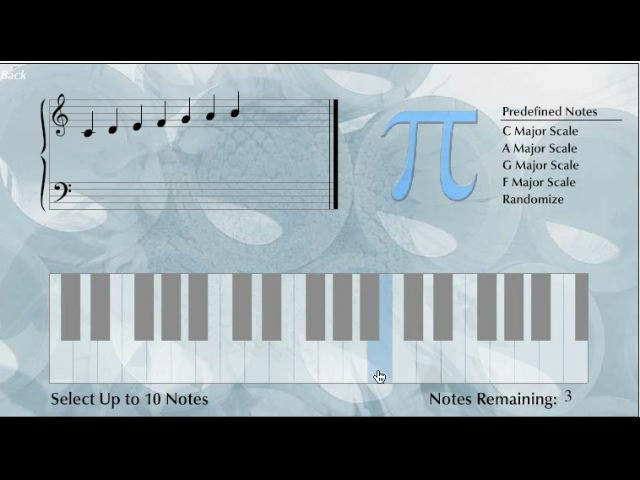 Back
π
Predefined Notes
C Major Scale
A Major Scale
G Major Scale
F Major Scale
Randomize
Select Up to 10 Notes
Notes Remaining: 3